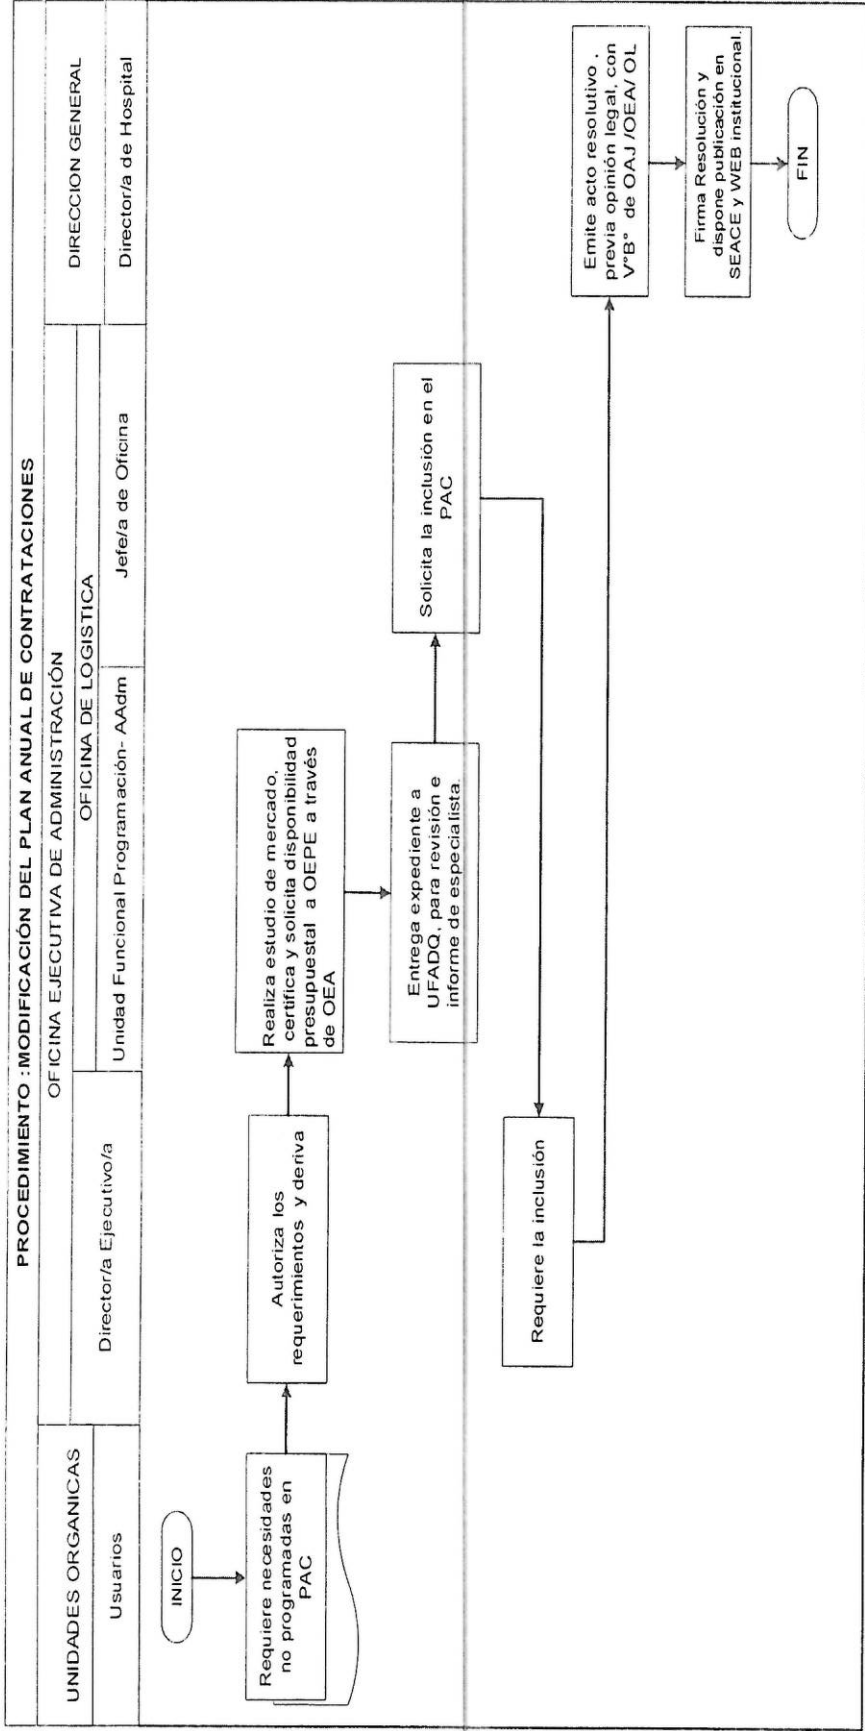 PROCEDIMIENTO : MODIFICACIÓN DEL PLAN ANUAL DE CONTRATACIONES
UNIDADES ORGANICAS
OFICINA EJECUTIVA DE ADMINISTRACIÓN
DIRECCION GENERAL
OFICINA DE LOGISTICA
Usuarios
Director/a Ejecutivo/a
Unidad Funcional Programación- AAdm
Jefe/a de Oficina
Director/a de Hospital
INICIO
Requiere necesidades
no programadas en
PAC
Autoriza los
requerimientos y deriva
Realiza estudio de mercado,
certifica y solicita disponibilidad
presupuestal a OEPE a través
de OEA
Entrega expediente a
UFADQ, para revisión e
informe de especialista.
Solicita la inclusión en el
PAC
Requiere la inclusión
Emite acto resolutivo ,
previa opinión legal, con
V°B° de OAJ /OEA/ OL
Firma Resolución y
dispone publicación en
SEACE y WEB institucional.
FIN